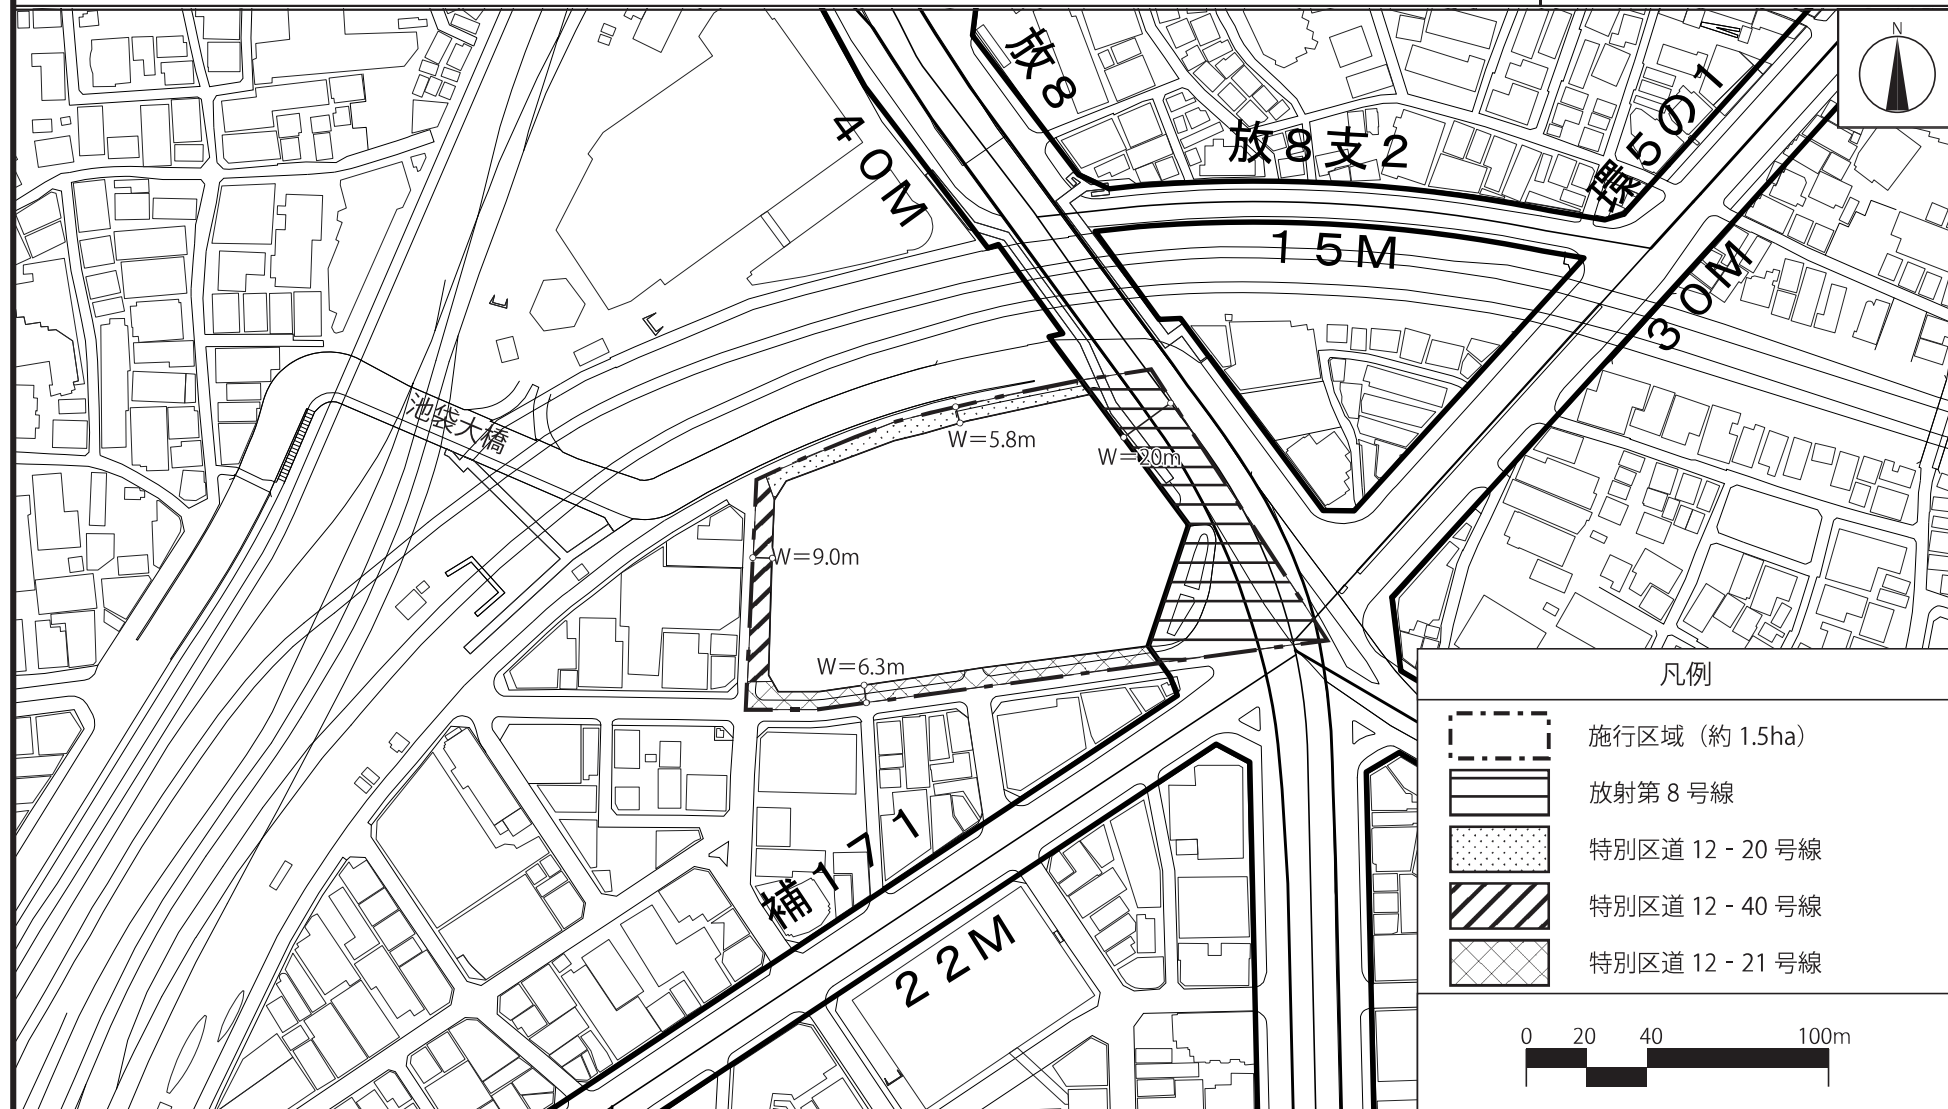 N
放8
40M
放8支2
環5の1
15M
30M
池袋大橋
W=5.8m
W=20m
W=9.0m
W=6.3m
補171
22M
凡例
施行区域（約 1.5ha）
放射第 8 号線
特別区道 12 - 20 号線
特別区道 12 - 40 号線
特別区道 12 - 21 号線
0 20 40 100m